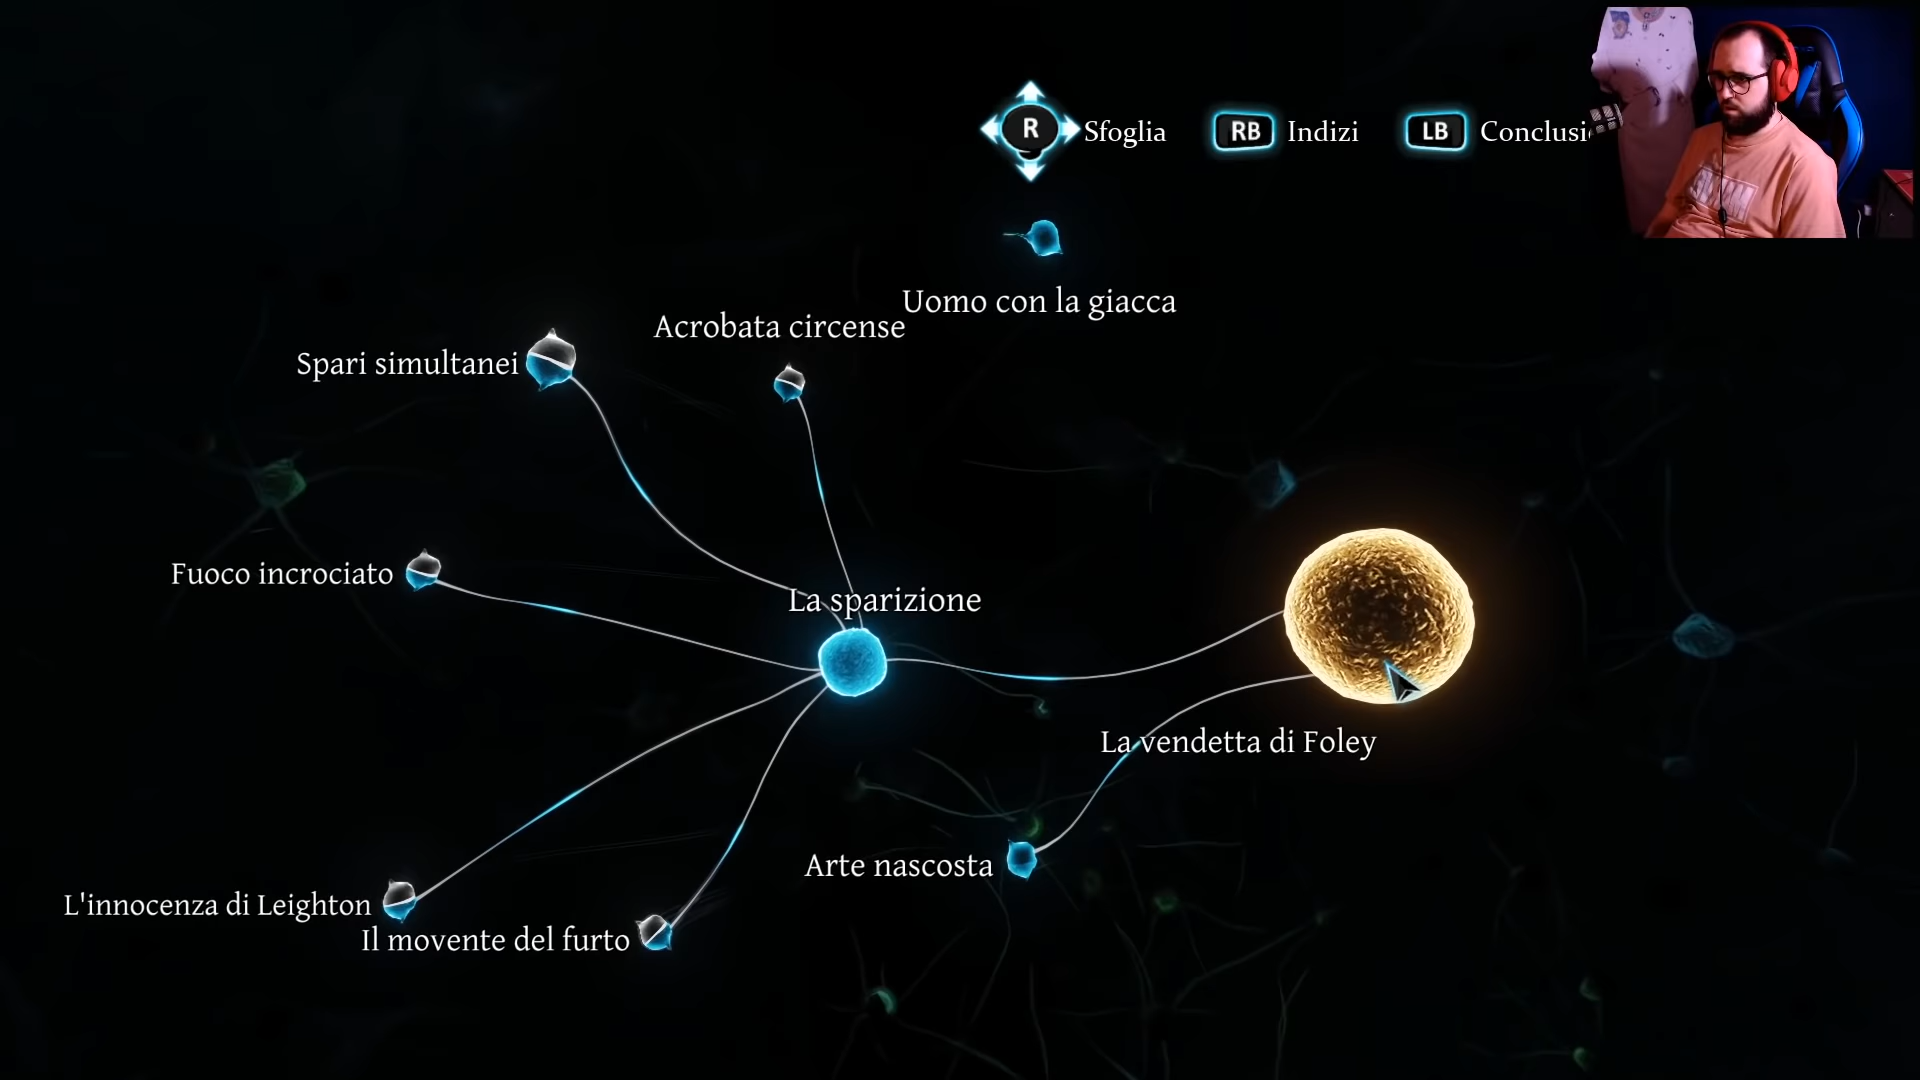 R Sfoglia RB Indizi LB Conclusi
Uomo con la giacca
Acrobata circense
Spari simultanei
Fuoco incrociato
La sparizione
La vendetta di Foley
Arte nascosta
L'innocenza di Leighton
Il movente del furto